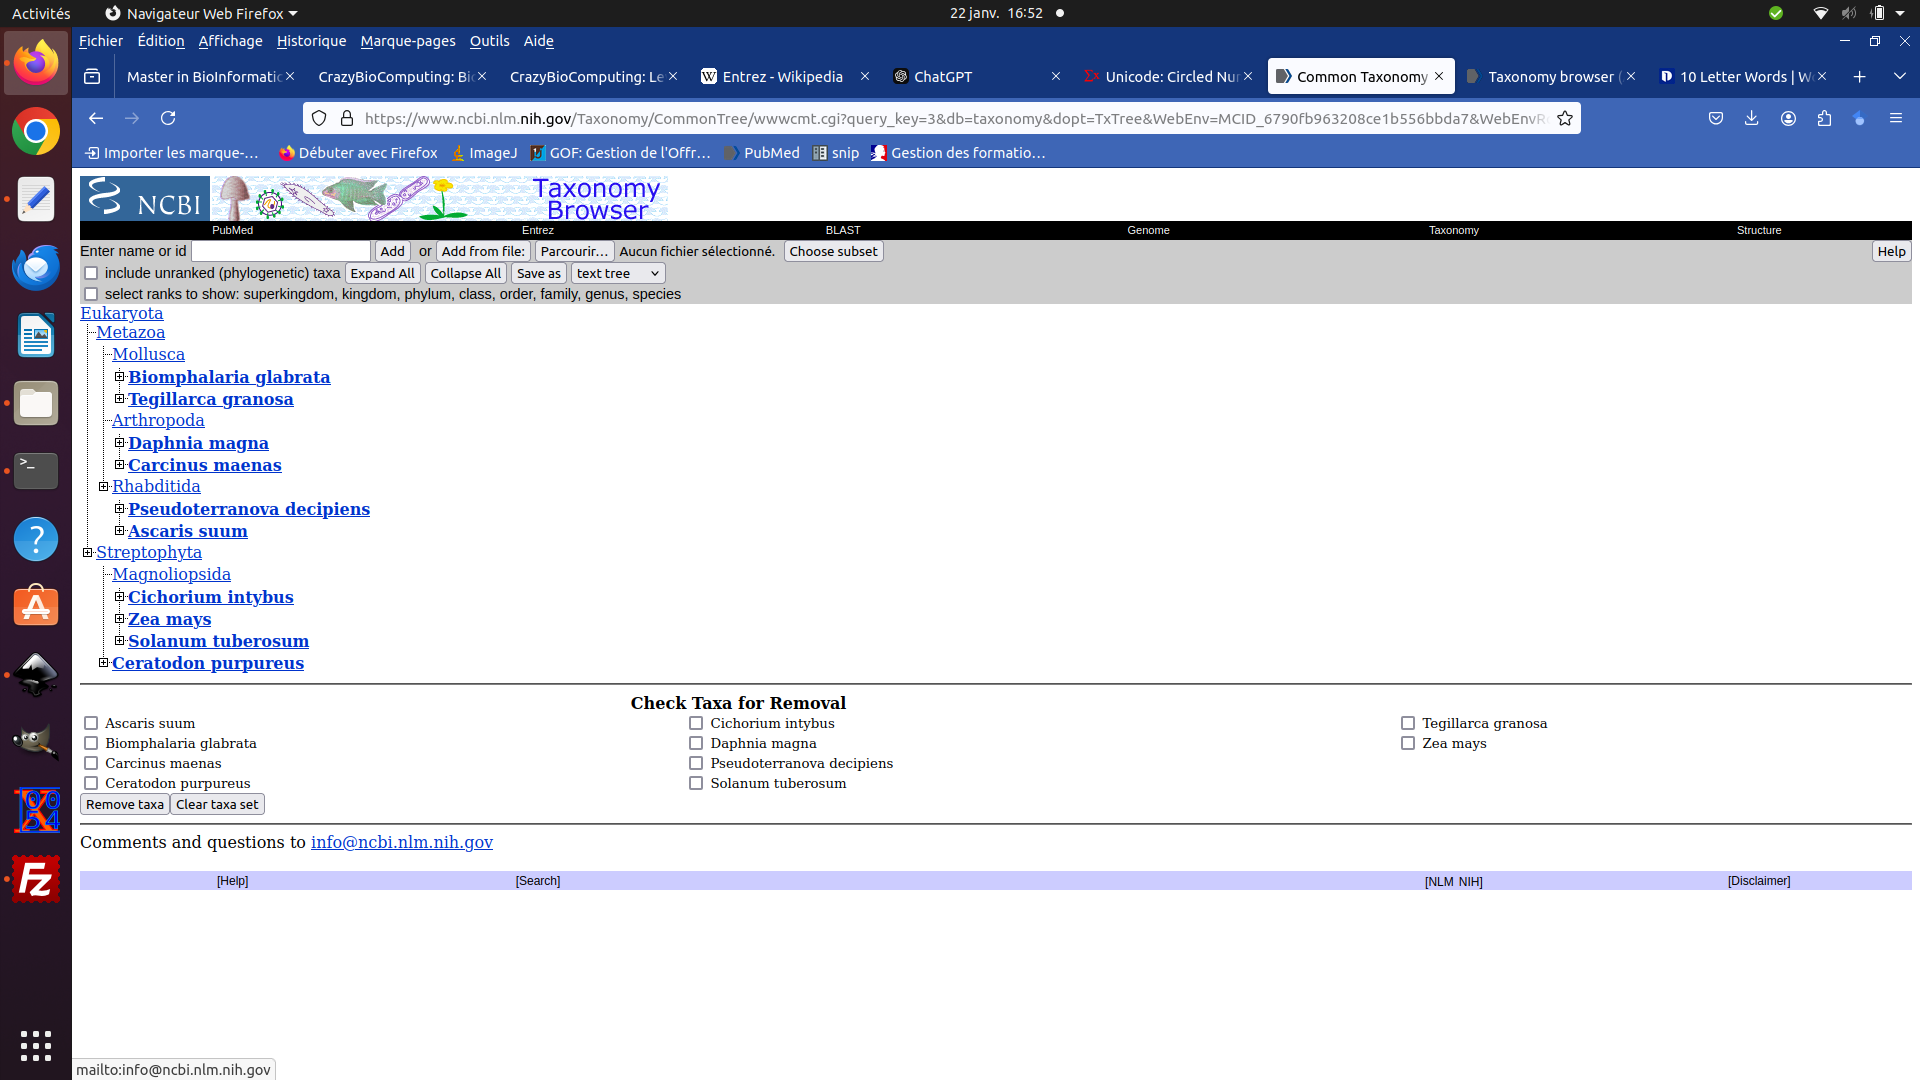 Activités
Navigateur Web Firefox
22 janv. 16:52
Fichier Édition Affichage Historique Marque-pages Outils Aide
Master in BioInformatic
CrazyBioComputing: Bi
CrazyBioComputing: Le
Entrez - Wikipedia
ChatGPT
Unicode: Circled Nu
Common Taxonomy
Taxonomy browser (
10 Letter Words | W
https://www.ncbi.nlm.nih.gov/Taxonomy/CommonTree/wwwcmt.cgi?query_key=3&db=taxonomy&dopt=TxTree&WebEnv=MCID_6790fb963208ce1b556bbda7&WebEnvR
Importer les marque-…
Débuter avec Firefox
ImageJ
GOF: Gestion de l'Offr…
PubMed
snip
Gestion des formatio…
NCBI
Taxonomy
Browser
PubMed Entrez BLAST Genome Taxonomy Structure
Enter name or id Add or Add from file: Parcourir… Aucun fichier sélectionné. Choose subset Help
include unranked (phylogenetic) taxa Expand All Collapse All Save as text tree
select ranks to show: superkingdom, kingdom, phylum, class, order, family, genus, species
Eukaryota
Metazoa
Mollusca
Biomphalaria glabrata
Tegillarca granosa
Arthropoda
Daphnia magna
Carcinus maenas
Rhabditida
Pseudoterranova decipiens
Ascaris suum
Streptophyta
Magnoliopsida
Cichorium intybus
Zea mays
Solanum tuberosum
Ceratodon purpureus
Check Taxa for Removal
Ascaris suum Cichorium intybus Tegillarca granosa
Biomphalaria glabrata Daphnia magna Zea mays
Carcinus maenas Pseudoterranova decipiens
Ceratodon purpureus Solanum tuberosum
Remove taxa Clear taxa set
Comments and questions to info@ncbi.nlm.nih.gov
[Help] [Search] [NLM NIH] [Disclaimer]
mailto:info@ncbi.nlm.nih.gov